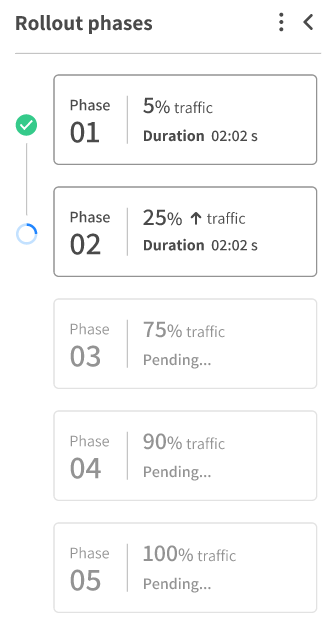 Rollout phases
Phase
01
5% traffic
Duration 02:02 s
Phase
02
25% ↑ traffic
Duration 02:02 s
Phase
03
75% traffic
Pending...
Phase
04
90% traffic
Pending...
Phase
05
100% traffic
Pending...